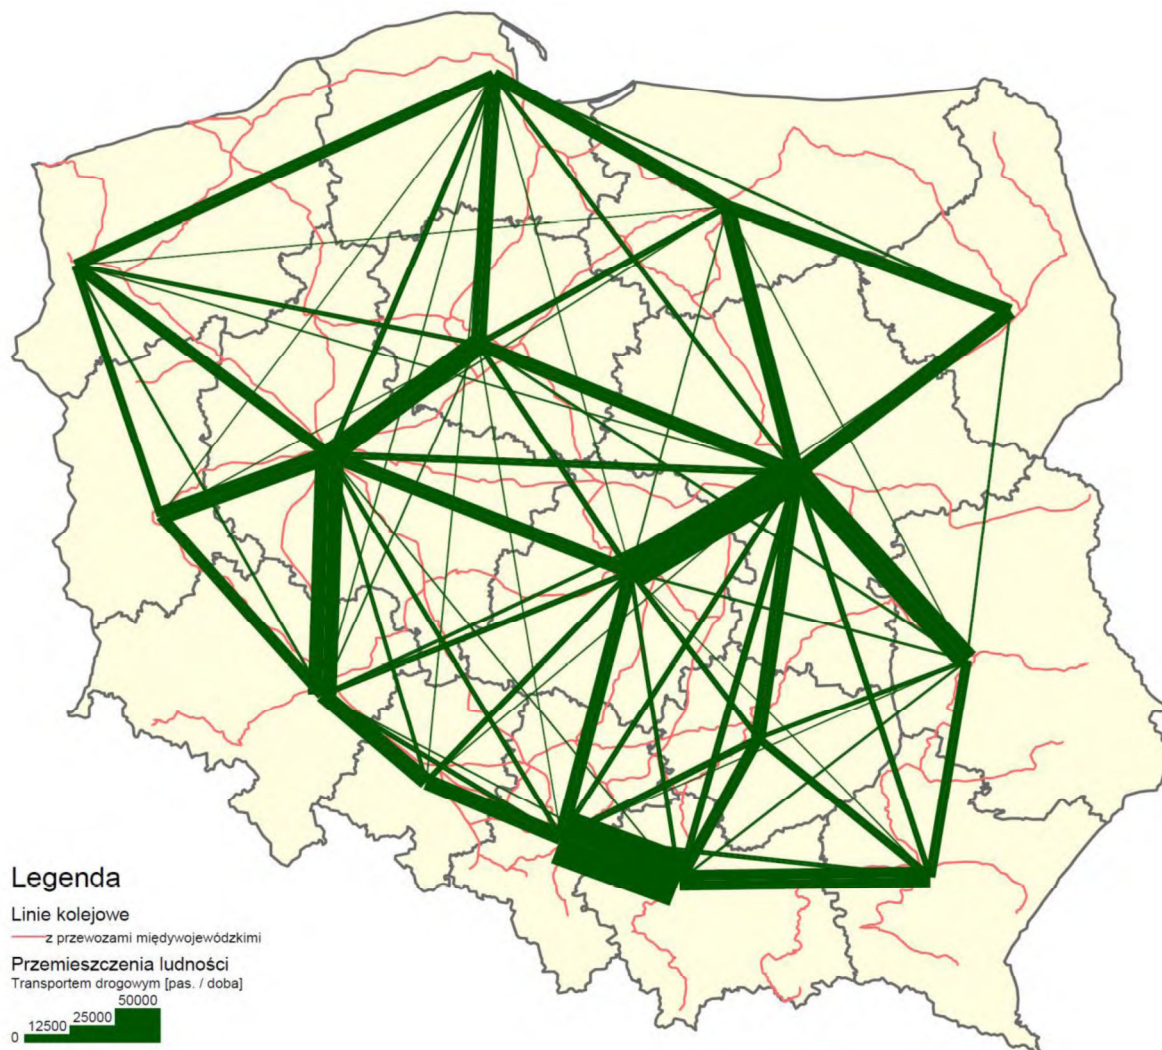 Legenda
Linie kolejowe
z przewozami międzywojewódzkimi
Przemieszczenia ludności
Transportem drogowym [pas. / doba]
50000
25000
12500
0